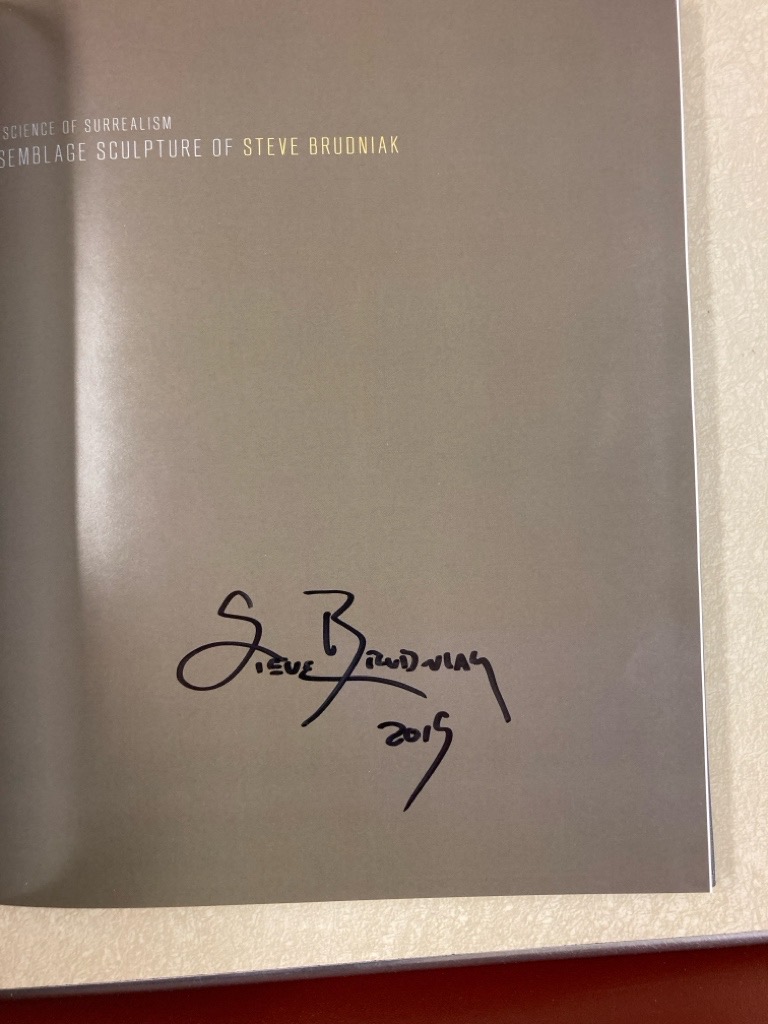 SCIENCE OF SURREALISM
SEMBLAGE SCULPTURE OF STEVE BRUDNIAK
Steve Brudniak
2019